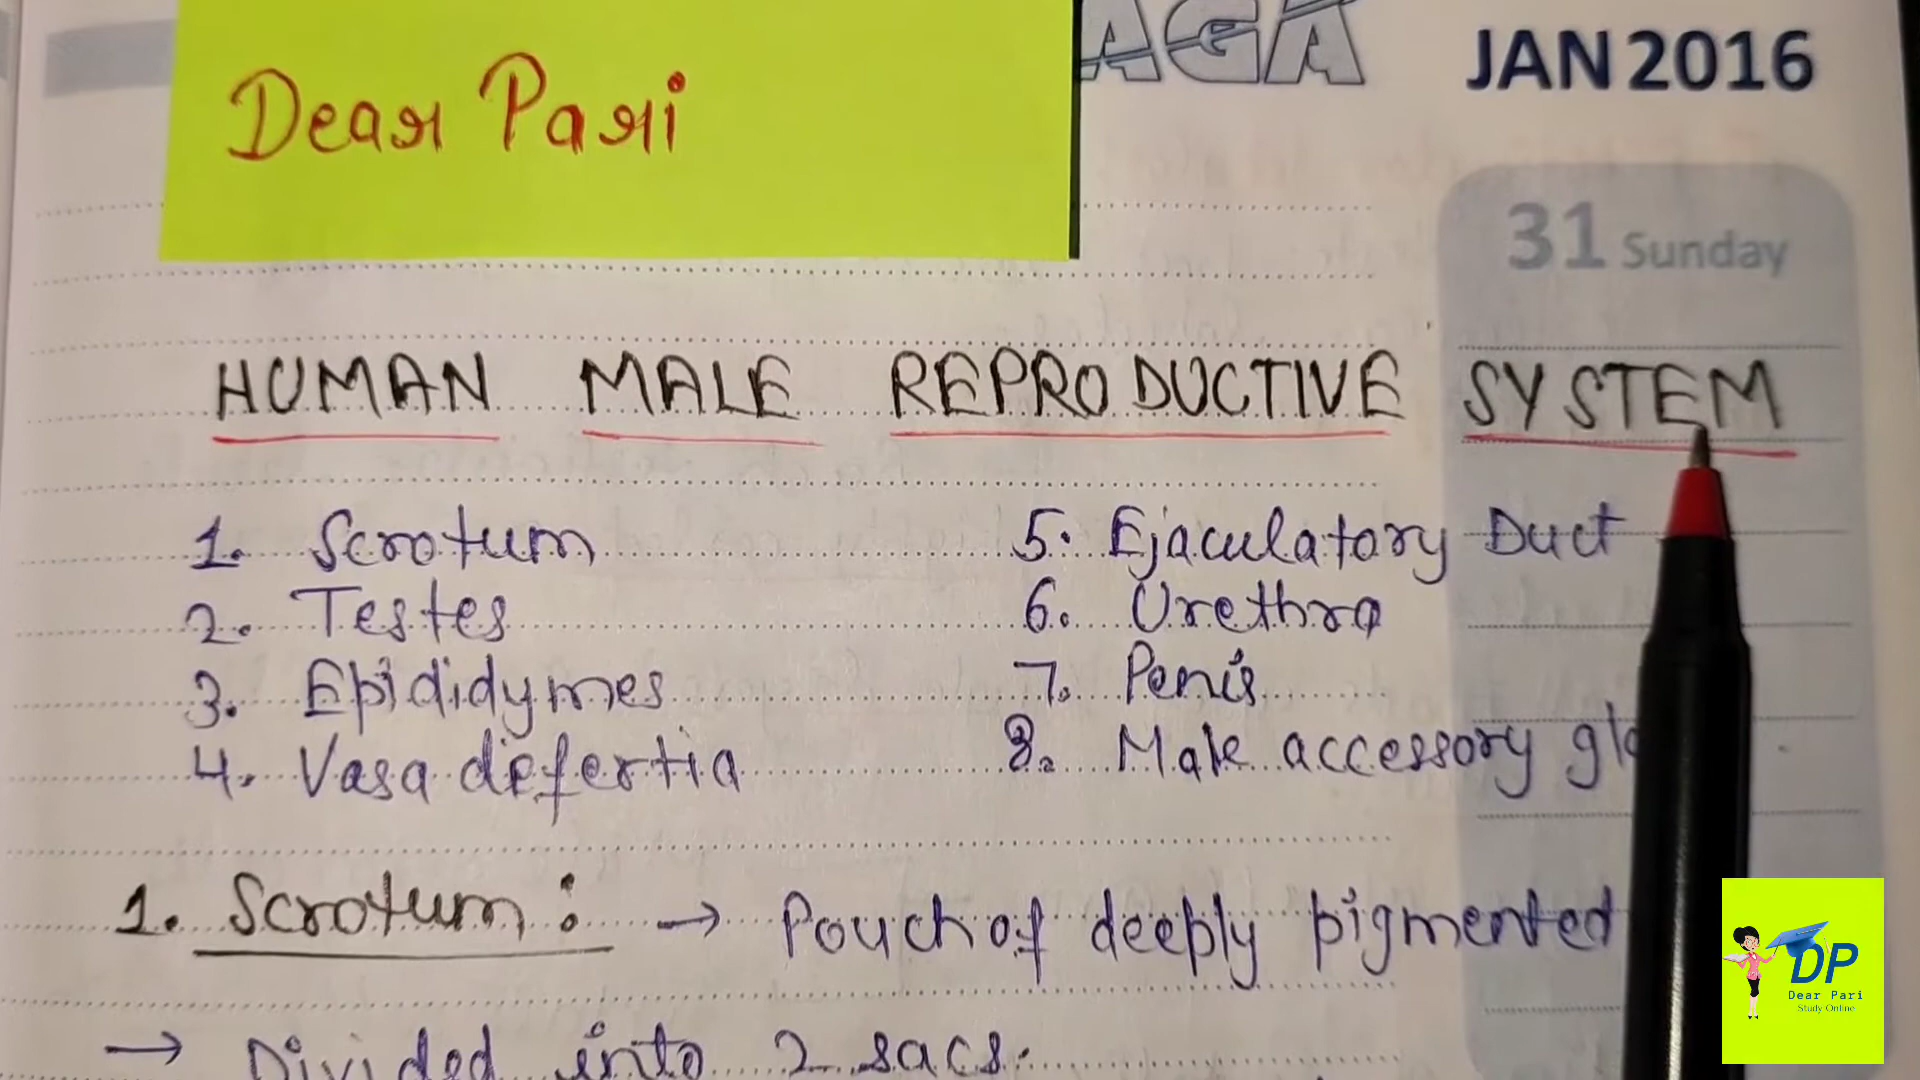 AGA
JAN 2016
Dear Pari
31 Sunday
HUMAN MALE REPRODUCTIVE SYSTEM
1. Scrotum
2. Testes
3. Epididymes
4. Vasa defertia
5. Ejaculatory Duct
6. Urethra
7. Penis
8. Male accessory
1. Scrotum : → Pouch of deeply pigmented
→ Divided into 2 sacs.
DP
Dear Pari
Study Online